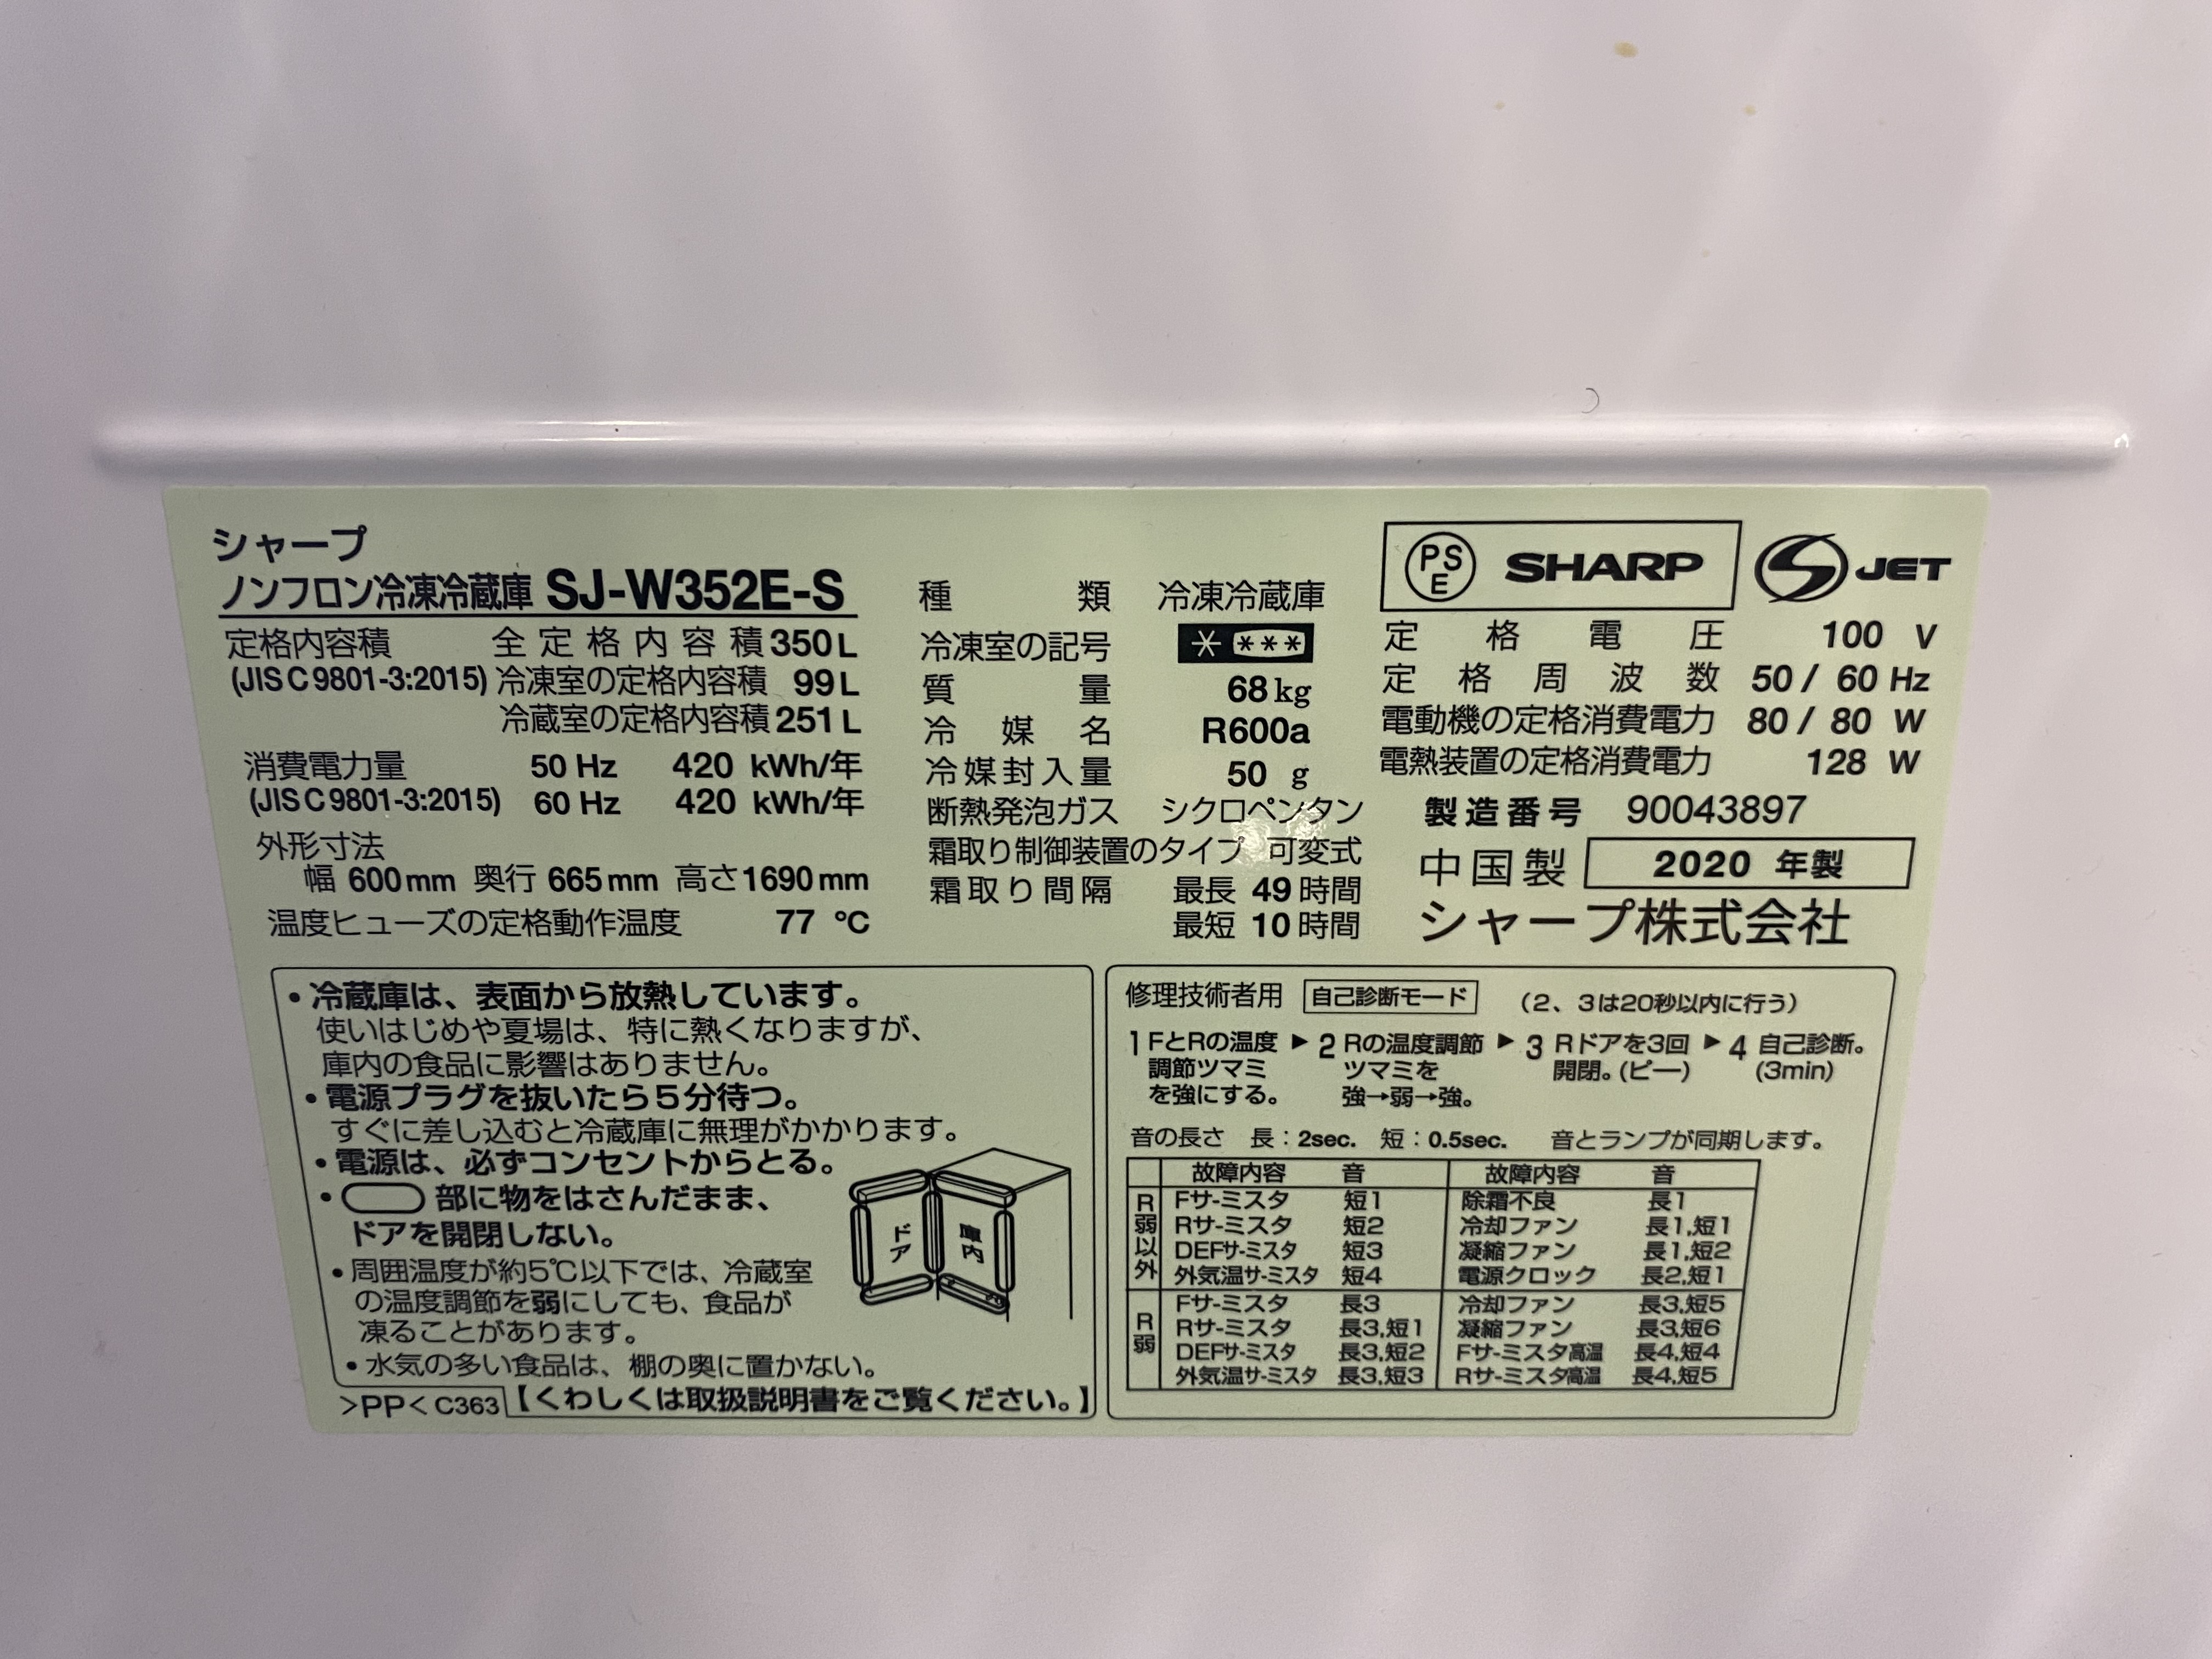 シャープ
ノンフロン冷凍冷蔵庫 SJ-W352E-S
定格内容積 全定格内容積 350L
(JIS C 9801-3:2015) 冷凍室の定格内容積 99L
冷蔵室の定格内容積 251L
消費電力量 50 Hz 420 kWh/年
(JIS C 9801-3:2015) 60 Hz 420 kWh/年
外形寸法
幅 600mm 奥行 665mm 高さ1690mm
温度ヒューズの定格動作温度 77 ℃
種類 冷凍冷蔵庫
冷凍室の記号 * ***
質量 68kg
冷媒名 R600a
冷媒封入量 50 g
断熱発泡ガス シクロペンタン
霜取り制御装置のタイプ 可変式
霜取り間隔 最長 49時間
最短 10時間
PS E SHARP S JET
定格電圧 100 V
定格周波数 50 / 60 Hz
電動機の定格消費電力 80 / 80 W
電熱装置の定格消費電力 128 W
製造番号 90043897
中国製 2020 年製
シャープ株式会社
・冷蔵庫は、表面から放熱しています。
使いはじめや夏場は、特に熱くなりますが、
庫内の食品に影響はありません。
・電源プラグを抜いたら5分待つ。
すぐに差し込むと冷蔵庫に無理がかかります。
・電源は、必ずコンセントからとる。
・部に物をはさんだまま、
ドアを開閉しない。
・周囲温度が約5℃以下では、冷蔵室
の温度調節を弱にしても、食品が
凍ることがあります。
・水気の多い食品は、棚の奥に置かない。
ドア 庫内
>PP< C363 【くわしくは取扱説明書をご覧ください。】
修理技術者用 自己診断モード (2、3は20秒以内に行う)
1 FとRの温度 ▶ 2 Rの温度調節 ▶ 3 Rドアを3回 ▶ 4 自己診断。
調節ツマミ ツマミを 開閉。(ピー) (3min)
を強にする。 強→弱→強。
音の長さ 長：2sec. 短：0.5sec. 音とランプが同期します。
故障内容 音 故障内容 音
R弱以外
Fサ-ミスタ 短1 除霜不良 長1
Rサ-ミスタ 短2 冷却ファン 長1,短1
DEFサ-ミスタ 短3 凝縮ファン 長1,短2
外気温サ-ミスタ 短4 電源クロック 長2,短1
R弱
Fサ-ミスタ 長3 冷却ファン 長3,短5
Rサ-ミスタ 長3,短1 凝縮ファン 長3,短6
DEFサ-ミスタ 長3,短2 Fサ-ミスタ高温 長4,短4
外気温サ-ミスタ 長3,短3 Rサ-ミスタ高温 長4,短5